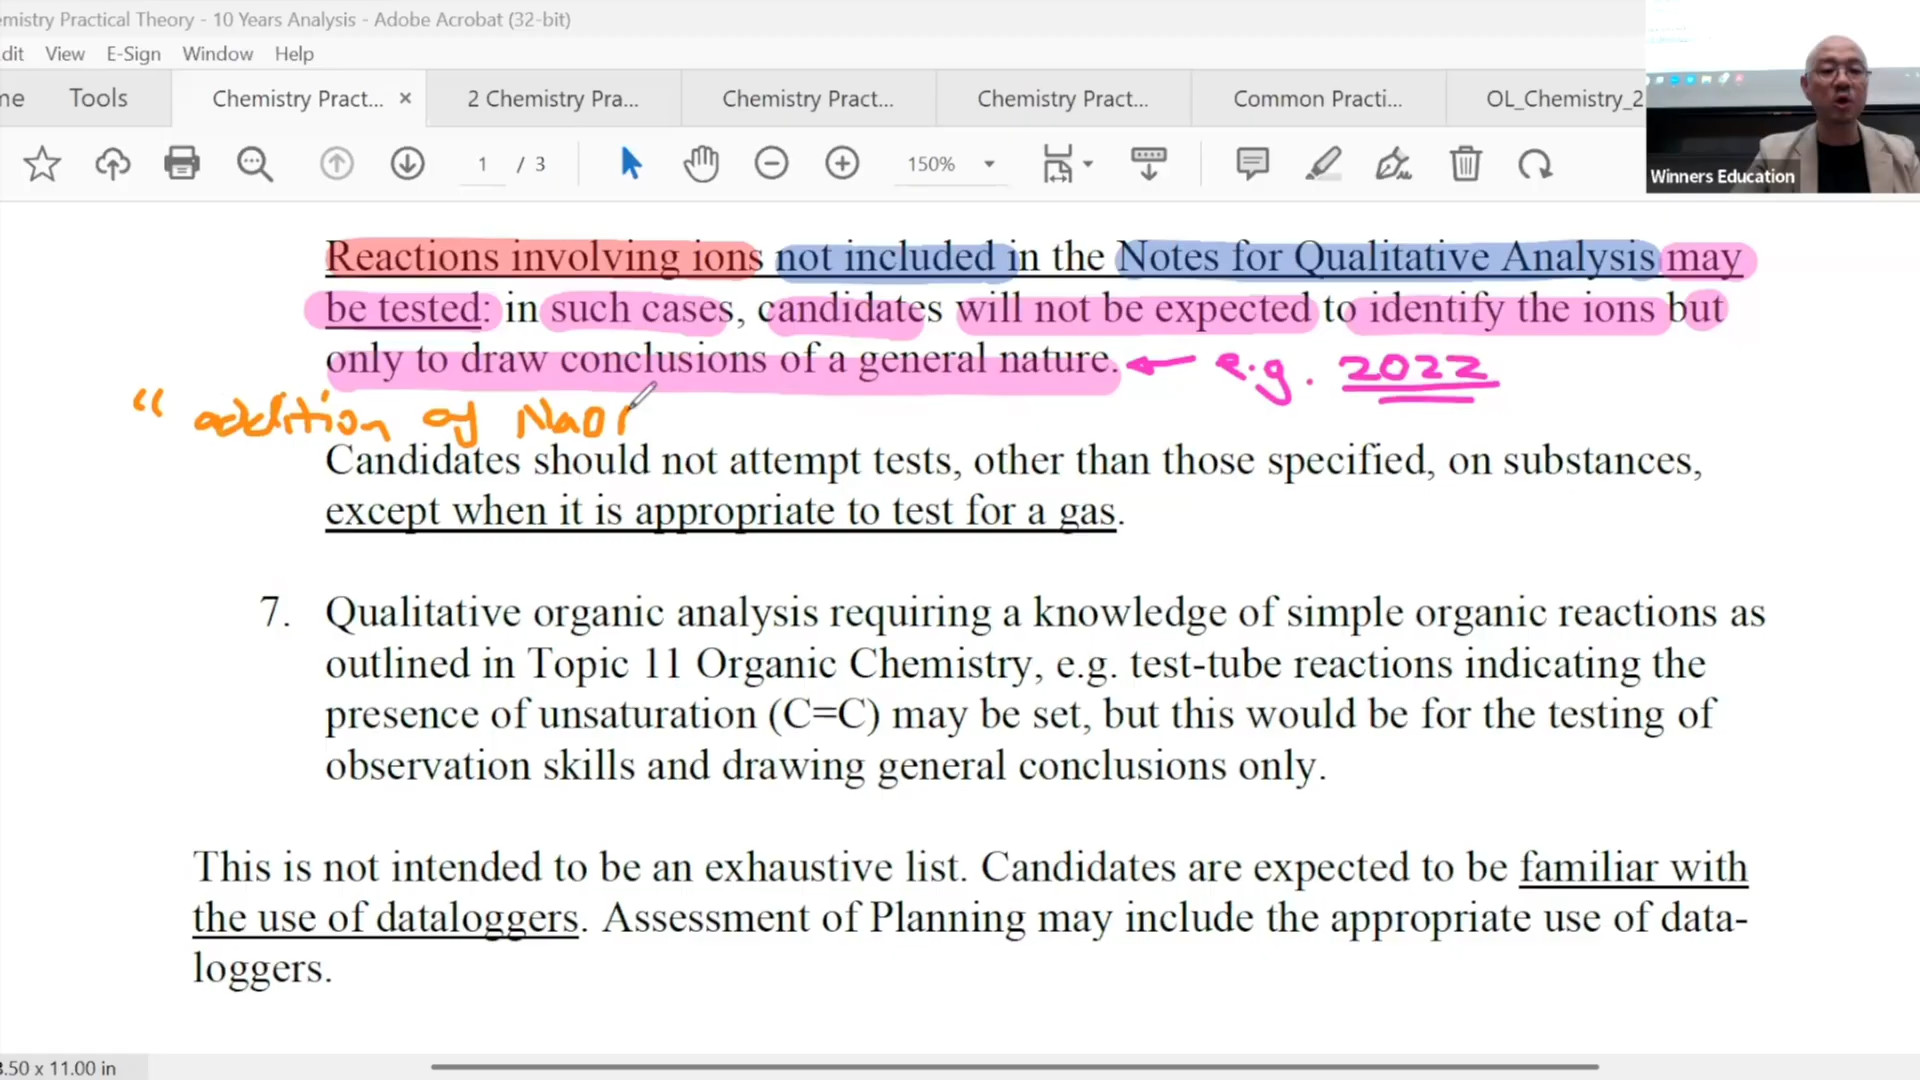 emistry Practical Theory - 10 Years Analysis - Adobe Acrobat (32-bit)
dit View E-Sign Window Help
me Tools Chemistry Pract... × 2 Chemistry Pra... Chemistry Pract... Chemistry Pract... Common Practi... OL_Chemistry_2
1 / 3 150%
Winners Education
Reactions involving ions not included in the Notes for Qualitative Analysis may
be tested: in such cases, candidates will not be expected to identify the ions but
only to draw conclusions of a general nature. ← e.g. 2022
“ addition of NaO
Candidates should not attempt tests, other than those specified, on substances,
except when it is appropriate to test for a gas.
7. Qualitative organic analysis requiring a knowledge of simple organic reactions as
outlined in Topic 11 Organic Chemistry, e.g. test-tube reactions indicating the
presence of unsaturation (C=C) may be set, but this would be for the testing of
observation skills and drawing general conclusions only.
This is not intended to be an exhaustive list. Candidates are expected to be familiar with
the use of dataloggers. Assessment of Planning may include the appropriate use of data-
loggers.
8.50 x 11.00 in